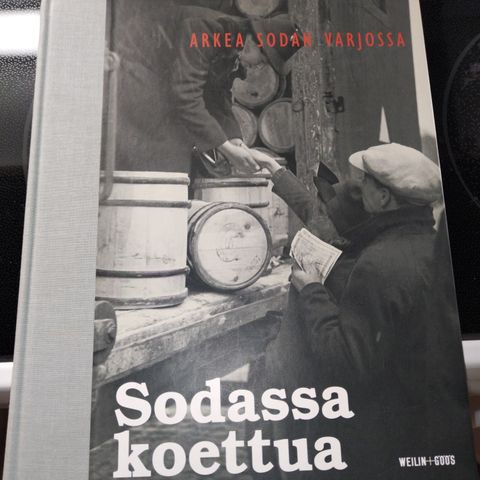 ARKEA SODAN VARJOSSA
Sodassa
koettua
WEILIN+GÖÖS